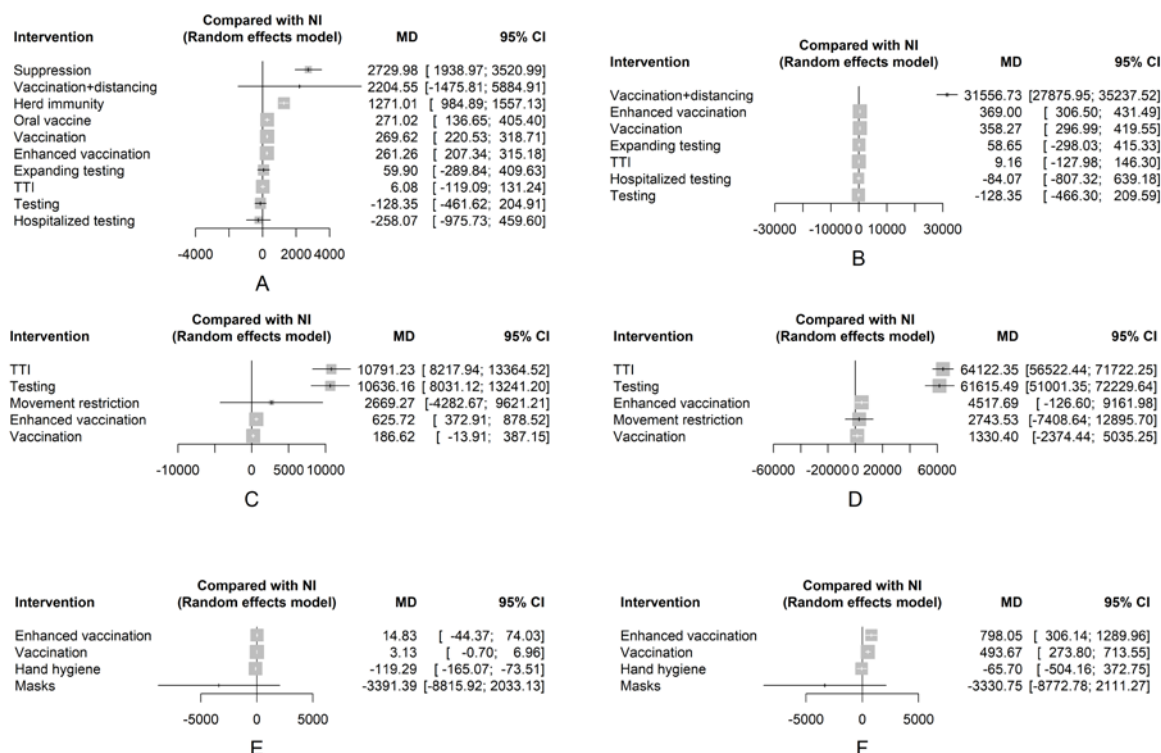 Compared with NI
Intervention (Random effects model) MD 95% CI
Suppression 2729.98 [ 1938.97; 3520.99]
Vaccination+distancing 2204.55 [-1475.81; 5884.91]
Herd immunity 1271.01 [ 984.89; 1557.13]
Oral vaccine 271.02 [ 136.65; 405.40]
Vaccination 269.62 [ 220.53; 318.71]
Enhanced vaccination 261.26 [ 207.34; 315.18]
Expanding testing 59.90 [-289.84; 409.63]
TTI 6.08 [-119.09; 131.24]
Testing -128.35 [-461.62; 204.91]
Hospitalized testing -258.07 [-975.73; 459.60]
-4000 0 2000 4000
A
Compared with NI
Intervention (Random effects model) MD 95% CI
Vaccination+distancing 31556.73 [27875.95; 35237.52]
Enhanced vaccination 369.00 [ 306.50; 431.49]
Vaccination 358.27 [ 296.99; 419.55]
Expanding testing 58.65 [-298.03; 415.33]
TTI 9.16 [-127.98; 146.30]
Hospitalized testing -84.07 [-807.32; 639.18]
Testing -128.35 [-466.30; 209.59]
-30000 -10000 0 10000 30000
B
Compared with NI
Intervention (Random effects model) MD 95% CI
TTI 10791.23 [ 8217.94; 13364.52]
Testing 10636.16 [ 8031.12; 13241.20]
Movement restriction 2669.27 [-4282.67; 9621.21]
Enhanced vaccination 625.72 [ 372.91; 878.52]
Vaccination 186.62 [ -13.91; 387.15]
-10000 0 5000 10000
C
Compared with NI
Intervention (Random effects model) MD 95% CI
TTI 64122.35 [56522.44; 71722.25]
Testing 61615.49 [51001.35; 72229.64]
Enhanced vaccination 4517.69 [ -126.60; 9161.98]
Movement restriction 2743.53 [-7408.64; 12895.70]
Vaccination 1330.40 [-2374.44; 5035.25]
-60000 -20000 0 20000 60000
D
Compared with NI
Intervention (Random effects model) MD 95% CI
Enhanced vaccination 14.83 [ -44.37; 74.03]
Vaccination 3.13 [ -0.70; 6.96]
Hand hygiene -119.29 [ -165.07; -73.51]
Masks -3391.39 [-8815.92; 2033.13]
-5000 0 5000
E
Compared with NI
Intervention (Random effects model) MD 95% CI
Enhanced vaccination 798.05 [ 306.14; 1289.96]
Vaccination 493.67 [ 273.80; 713.55]
Hand hygiene -65.70 [ -504.16; 372.75]
Masks -3330.75 [-8772.78; 2111.27]
-5000 0 5000
F